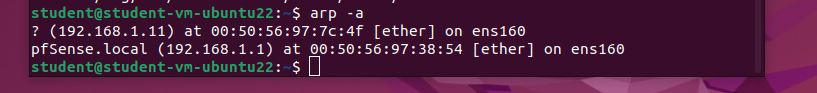 student@student-vm-ubuntu22:~$ arp -a
? (192.168.1.11) at 00:50:56:97:7c:4f [ether] on ens160
pfSense.local (192.168.1.1) at 00:50:56:97:38:54 [ether] on ens160
student@student-vm-ubuntu22:~$